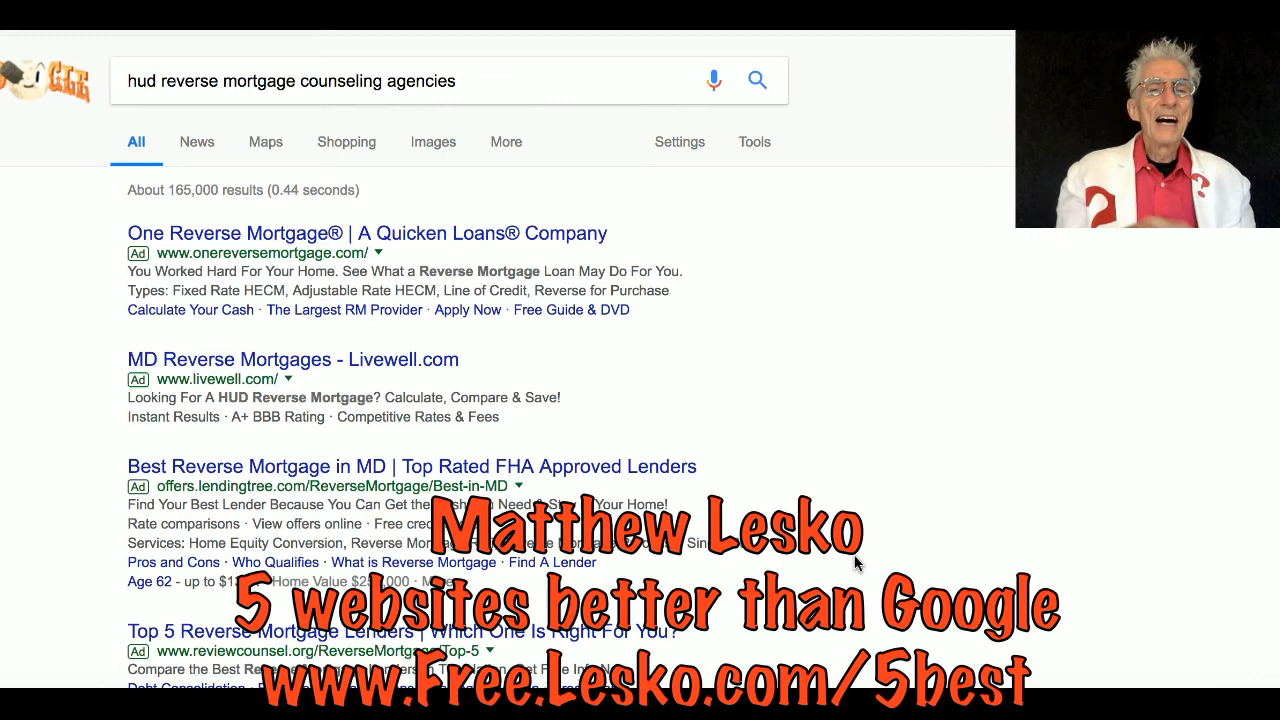 OGLE
hud reverse mortgage counseling agencies
All News Maps Shopping Images More Settings Tools
About 165,000 results (0.44 seconds)
One Reverse Mortgage® | A Quicken Loans® Company
Ad www.onereversemortgage.com/
You Worked Hard For Your Home. See What a Reverse Mortgage Loan May Do For You.
Types: Fixed Rate HECM, Adjustable Rate HECM, Line of Credit, Reverse for Purchase
Calculate Your Cash · The Largest RM Provider · Apply Now · Free Guide & DVD
MD Reverse Mortgages - Livewell.com
Ad www.livewell.com/
Looking For A HUD Reverse Mortgage? Calculate, Compare & Save!
Instant Results · A+ BBB Rating · Competitive Rates & Fees
Best Reverse Mortgage in MD | Top Rated FHA Approved Lenders
Ad offers.lendingtree.com/ReverseMortgage/Best-in-MD
Find Your Best Lender Because You Can Get the Your Home!
Rate comparisons · View offers online · Free
Services: Home Equity Conversion, Reverse
Pros and Cons · Who Qualifies · What is Reverse Mortgage · Find A Lender
Age 62 - up to Home Value
Matthew Lesko
5 websites better than Google
Top 5 Reverse Mortgage Lenders | Which One Is Right For You?
Ad www.reviewcounsel.org/ReverseMortgage/Top-5
Compare the Best
www.Free.Lesko.com/5best